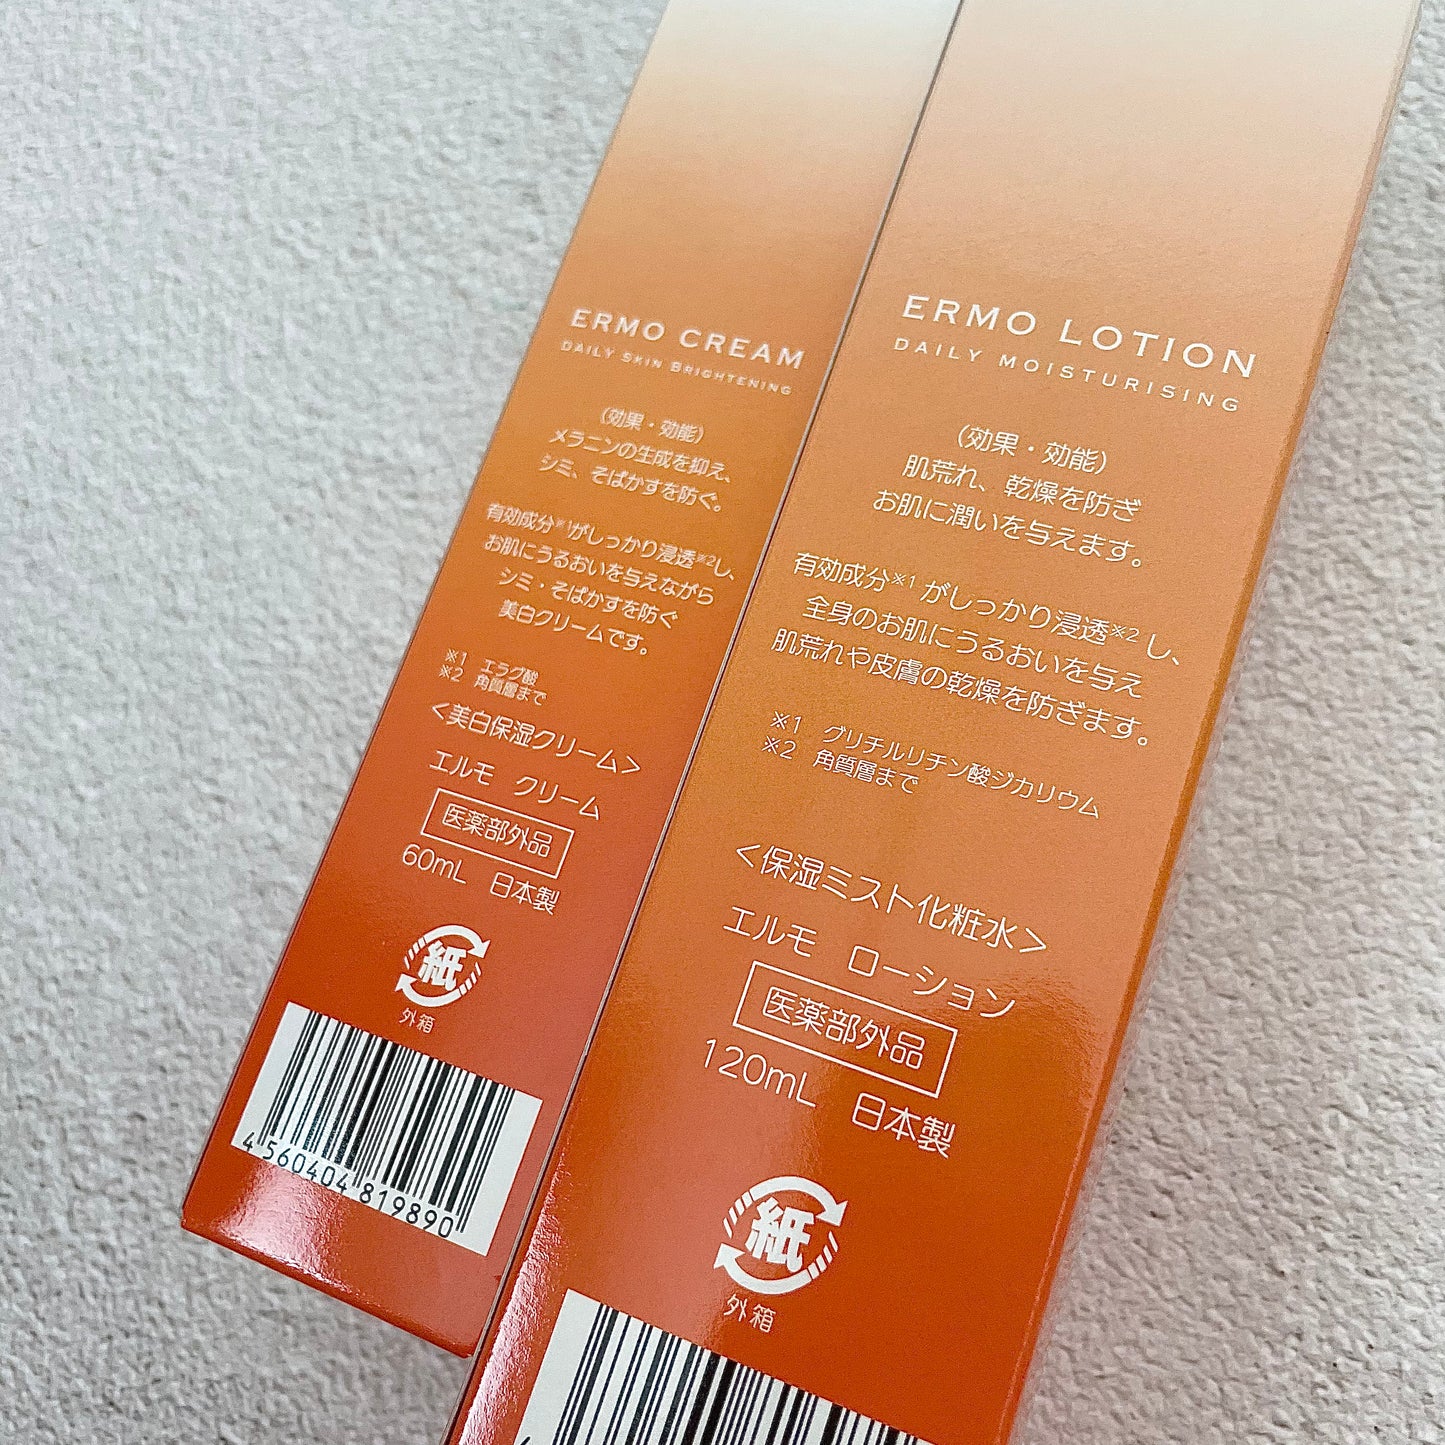 ERMO CREAM
DAILY SKIN BRIGHTENING
(効果・効能)
メラニンの生成を抑え、
シミ、そばかすを防ぐ。
有効成分※1がしっかり浸透※2し、
お肌にうるおいを与えながら
シミ・そばかすを防ぐ
美白クリームです。
※1 エラグ酸
※2 角質層まで
<美白保湿クリーム>
エルモ クリーム
医薬部外品
60mL 日本製
紙
外箱
4 560404 819890
ERMO LOTION
DAILY MOISTURISING
(効果・効能)
肌荒れ、乾燥を防ぎ
お肌に潤いを与えます。
有効成分※1がしっかり浸透※2し、
全身のお肌にうるおいを与え
肌荒れや皮膚の乾燥を防ぎます。
※1 グリチルリチン酸ジカリウム
※2 角質層まで
<保湿ミスト化粧水>
エルモ ローション
医薬部外品
120mL 日本製
紙
外箱